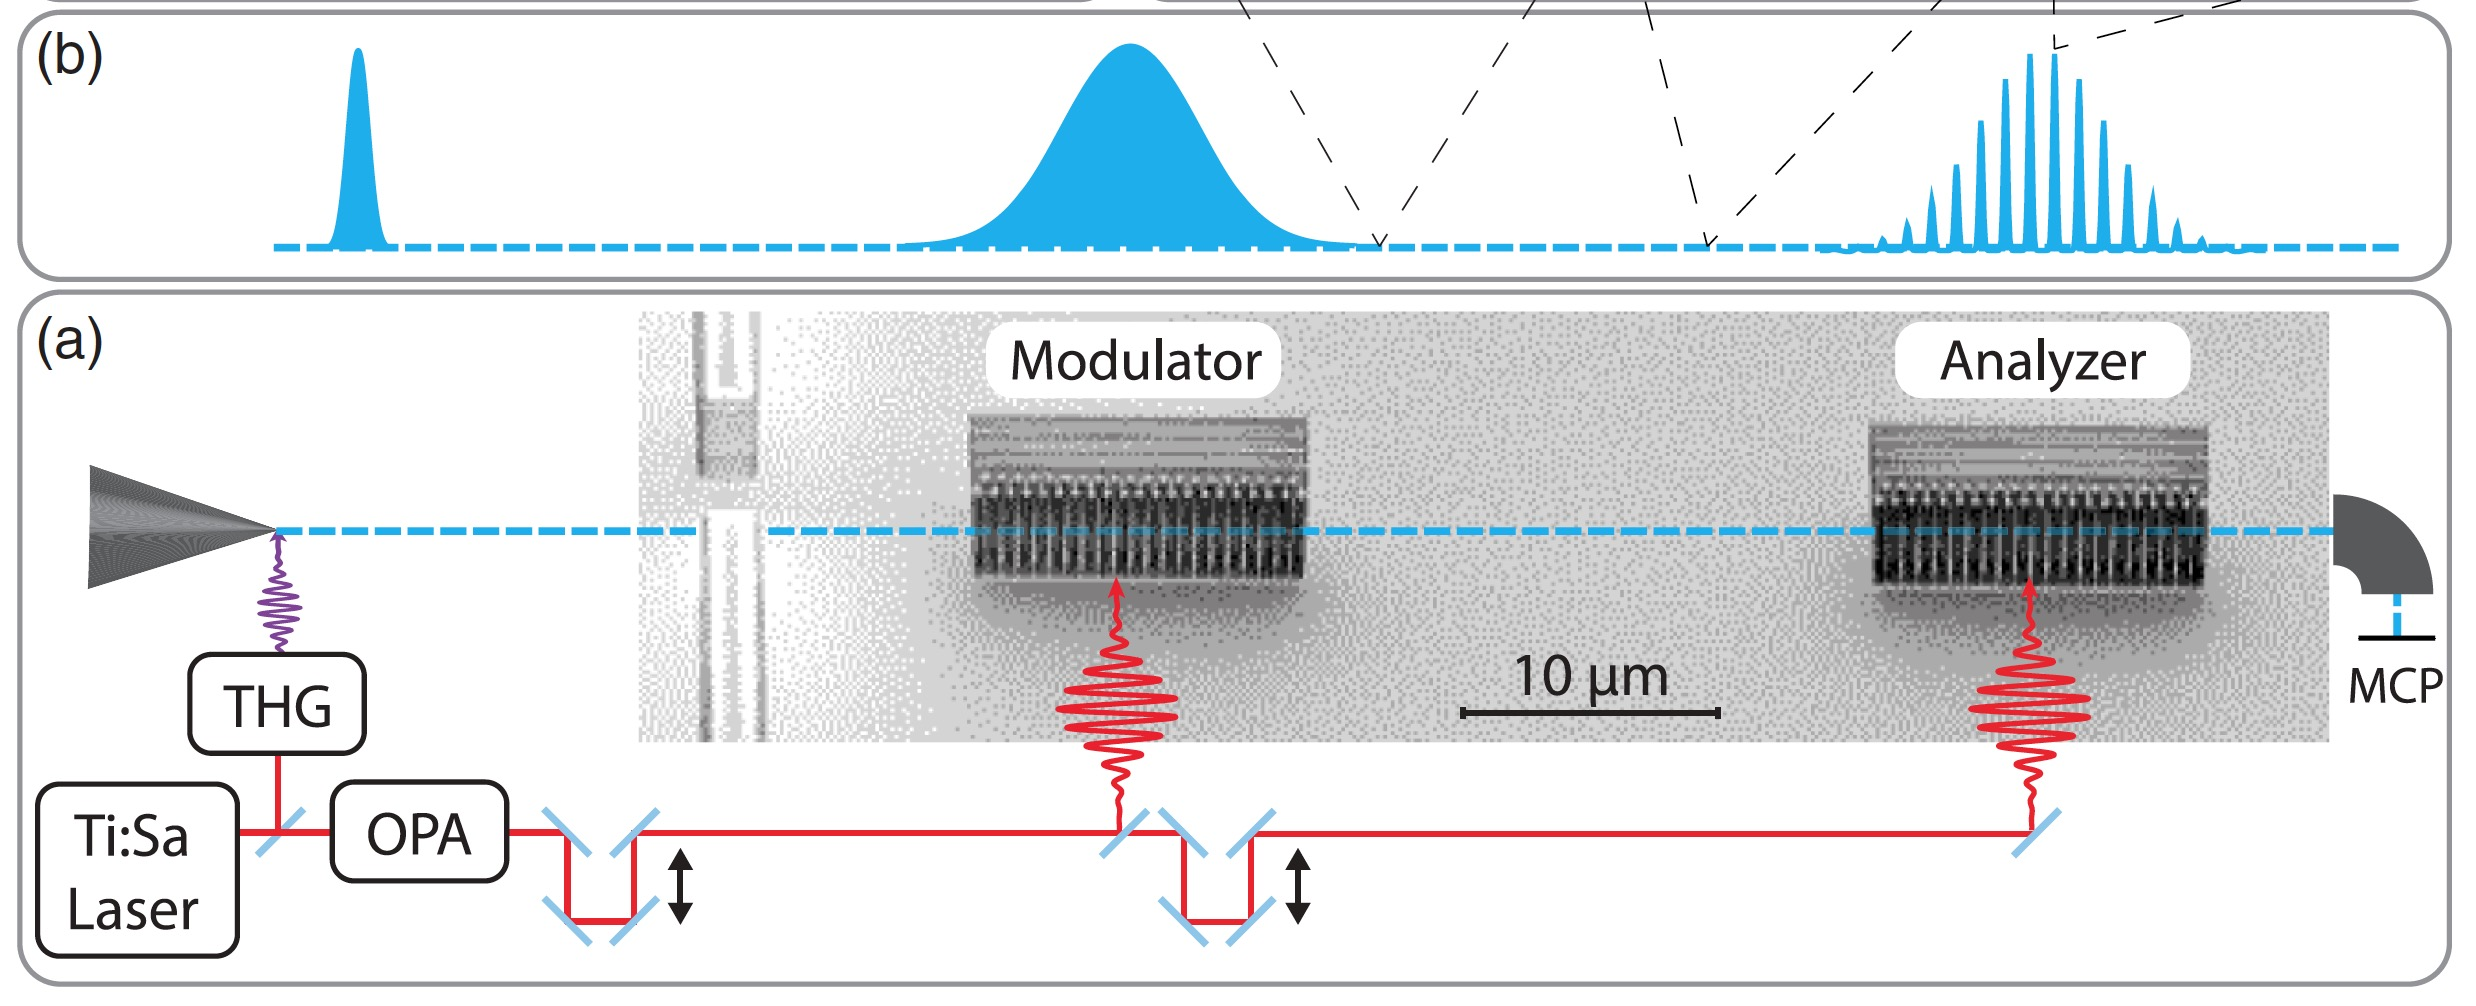 (b)
(a)
Modulator
Analyzer
10 µm
MCP
THG
Ti:Sa
Laser
OPA